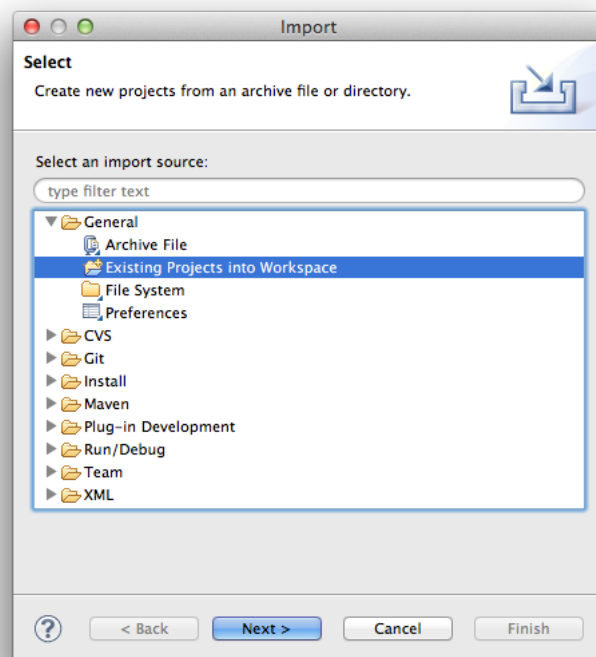 Import
Select
Create new projects from an archive file or directory.
Select an import source:
type filter text
General
Archive File
Existing Projects into Workspace
File System
Preferences
CVS
Git
Install
Maven
Plug-in Development
Run/Debug
Team
XML
? < Back Next > Cancel Finish